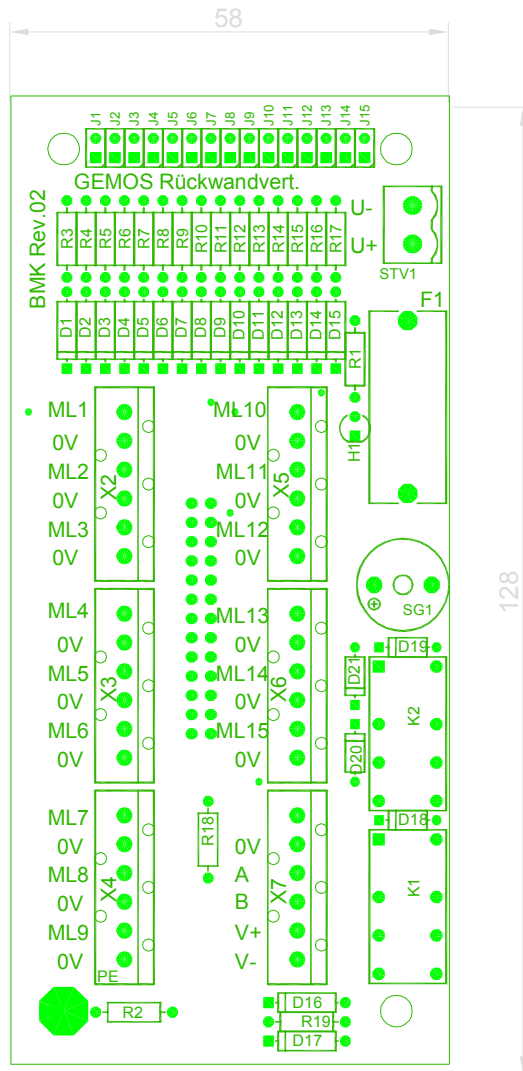 58
J1 J2 J3 J4 J5 J6 J7 J8 J9 J10 J11 J12 J13 J14 J15
GEMOS Rückwandvert.
BMK Rev.02
R3 R4 R5 R6 R7 R8 R9 R10 R11 R12 R13 R14 R15 R16 R17
U-
U+
STV1
D1 D2 D3 D4 D5 D6 D7 D8 D9 D10 D11 D12 D13 D14 D15
R1
F1
H1
ML1
0V
ML2
0V
ML3
0V
X2
ML10
0V
ML11
0V
ML12
0V
X5
SG1
128
ML4
0V
ML5
0V
ML6
0V
X3
ML13
0V
ML14
0V
ML15
0V
X6
D19
D21
K2
D20
D18
ML7
0V
ML8
0V
ML9
0V
X4
R18
0V
A
B
V+
V-
X7
K1
PE
R2
D16
R19
D17